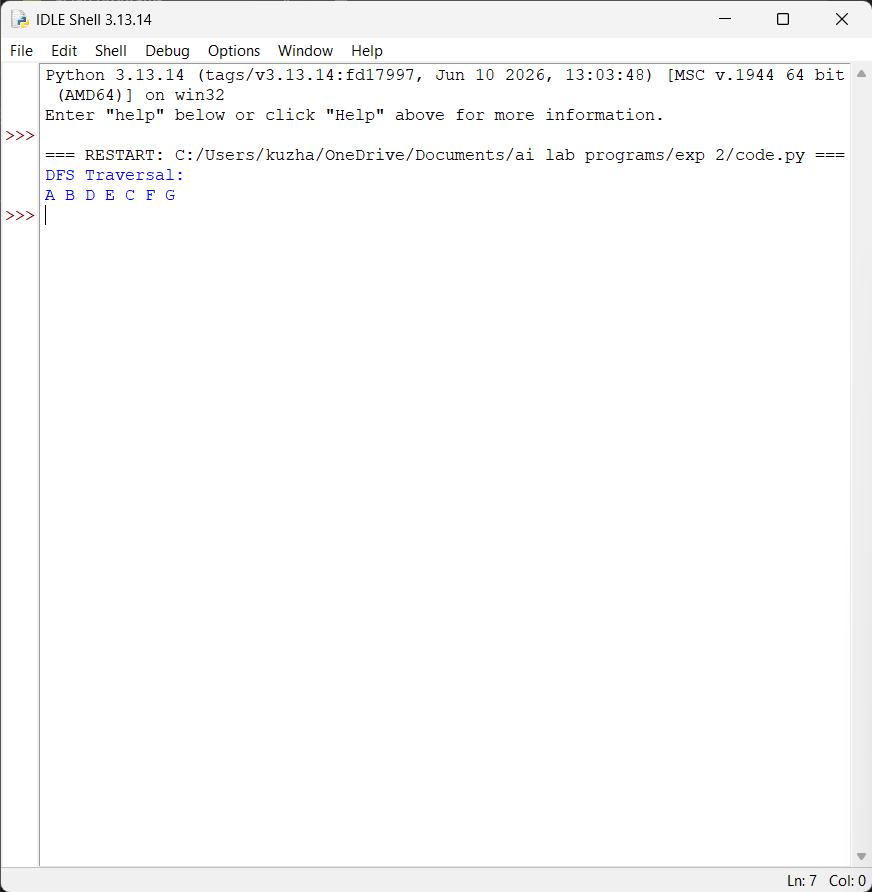 IDLE Shell 3.13.14
File Edit Shell Debug Options Window Help
Python 3.13.14 (tags/v3.13.14:fd17997, Jun 10 2026, 13:03:48) [MSC v.1944 64 bit
(AMD64)] on win32
Enter "help" below or click "Help" above for more information.
>>>
=== RESTART: C:/Users/kuzha/OneDrive/Documents/ai lab programs/exp 2/code.py ===
DFS Traversal:
A B D E C F G
>>>
Ln: 7 Col: 0